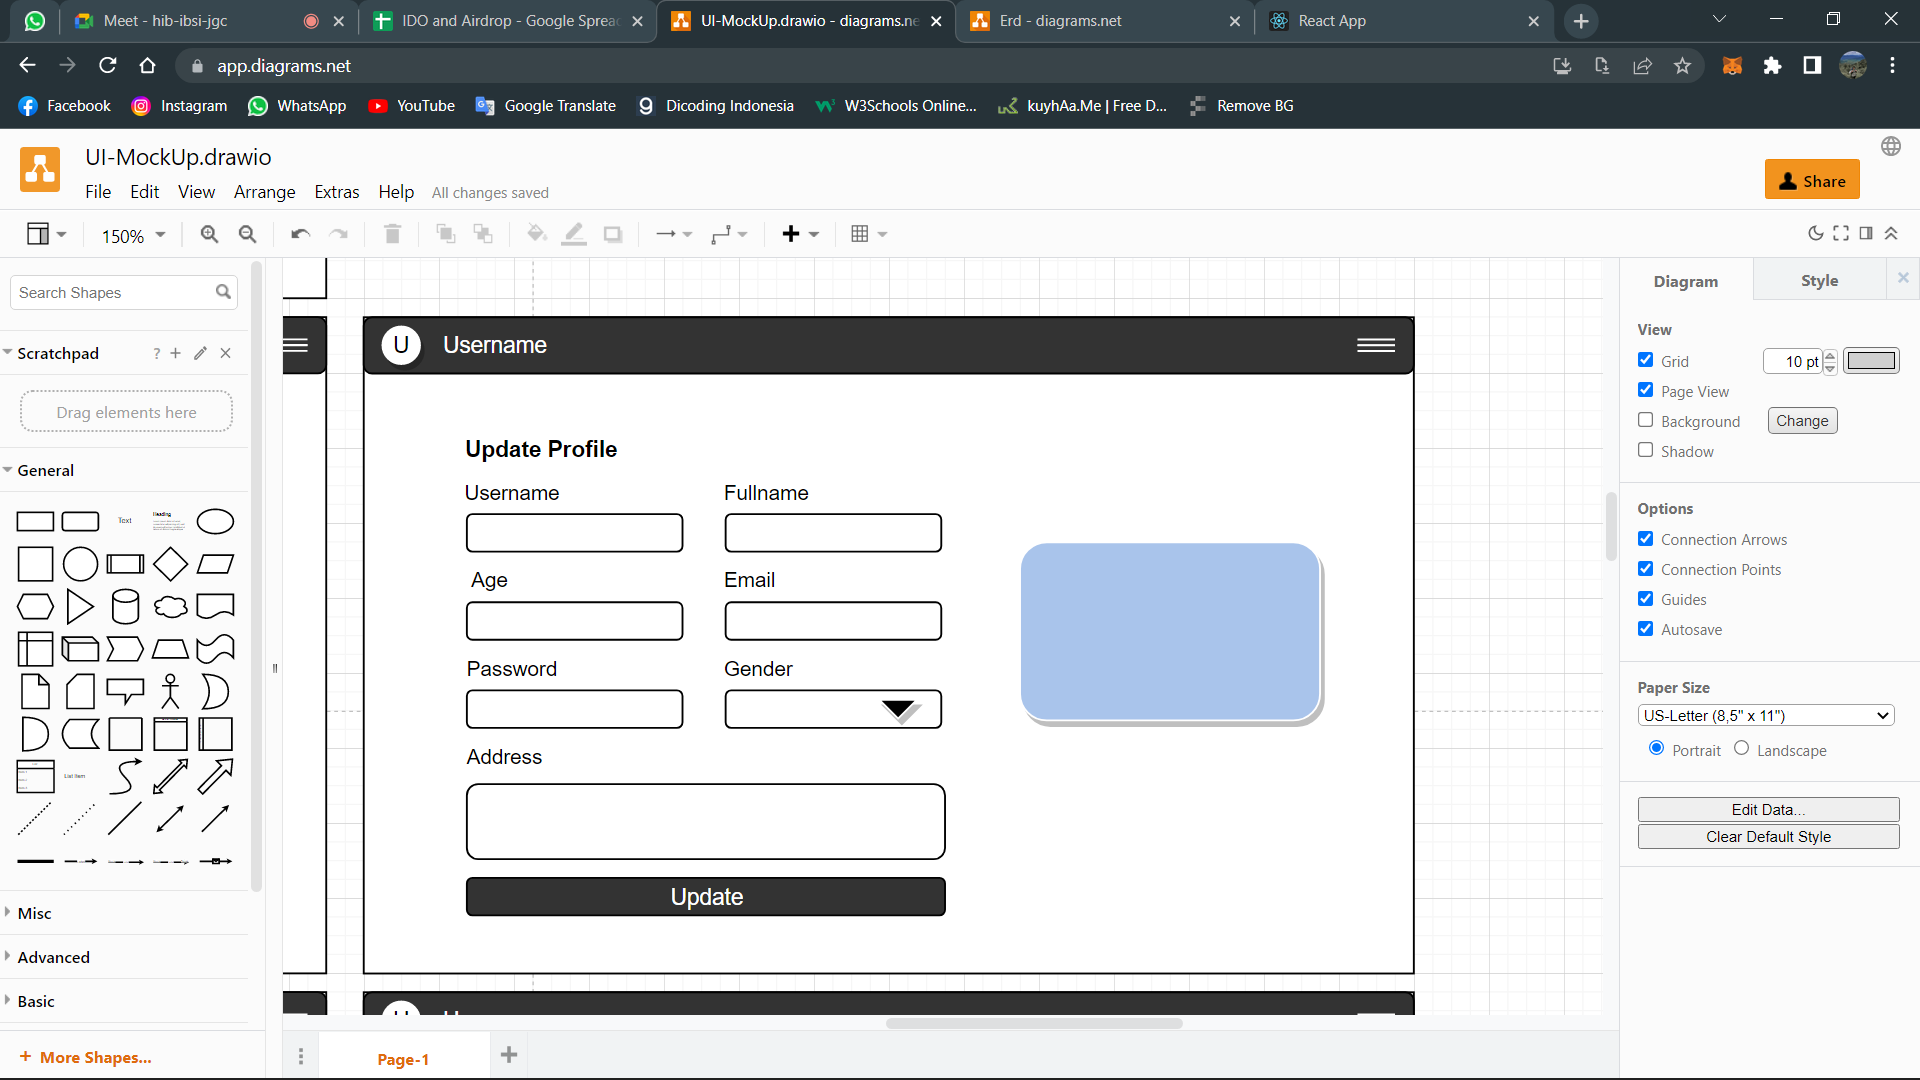 Meet - hib-ibsi-jgc
IDO and Airdrop - Google Sprea
UI-MockUp.drawio - diagrams.ne
Erd - diagrams.net
React App
app.diagrams.net
Facebook
Instagram
WhatsApp
YouTube
Google Translate
Dicoding Indonesia
W3Schools Online...
kuyhAa.Me | Free D...
Remove BG
UI-MockUp.drawio
File Edit View Arrange Extras Help All changes saved
Share
150%
Search Shapes
Scratchpad
?
Drag elements here
General
Text
Heading
List Item
Misc
Advanced
Basic
+ More Shapes...
U
Username
Update Profile
Username
Fullname
Age
Email
Password
Gender
Address
Update
Page-1
Diagram
Style
View
Grid
10 pt
Page View
Background
Change
Shadow
Options
Connection Arrows
Connection Points
Guides
Autosave
Paper Size
US-Letter (8,5" x 11")
Portrait
Landscape
Edit Data...
Clear Default Style